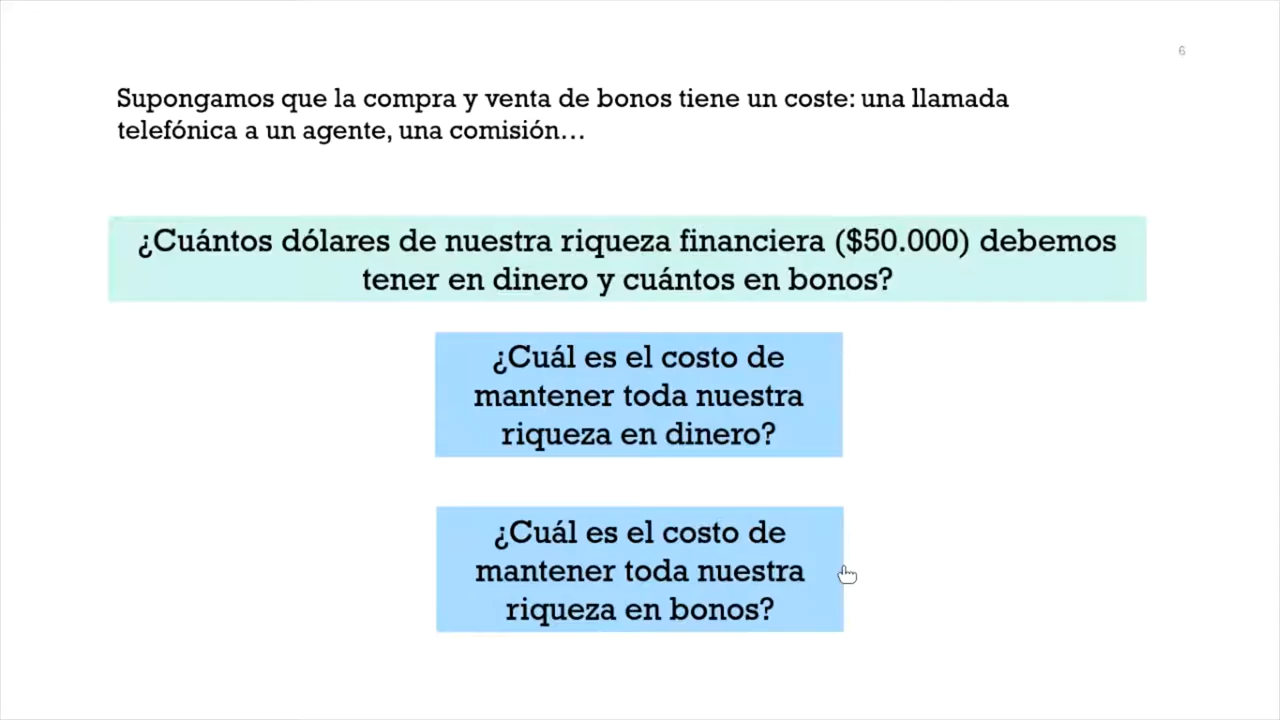 6
Supongamos que la compra y venta de bonos tiene un coste: una llamada
telefónica a un agente, una comisión…
¿Cuántos dólares de nuestra riqueza financiera ($50.000) debemos
tener en dinero y cuántos en bonos?
¿Cuál es el costo de
mantener toda nuestra
riqueza en dinero?
¿Cuál es el costo de
mantener toda nuestra
riqueza en bonos?